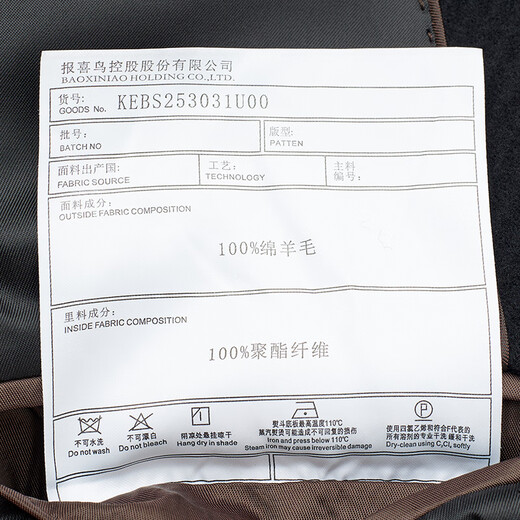 报喜鸟控股股份有限公司
BAOXINIAO HOLDING CO.,LTD.
货号: KEBS253031U00
GOODS No.
批号: 版型:
BATCH NO PATTEN
面料出产国: 工艺: 主料
FABRIC SOURCE TECHNOLOGY 编号:
面料成分:
OUTSIDE FABRIC COMPOSITION
100%绵羊毛
里料成分:
INSIDE FABRIC COMPOSITION
100%聚酯纤维
不可水洗
Do not wash
不可漂白
Do not bleach
阴凉处悬挂晾干
Hang dry in shade
熨斗底板最高温度110℃
蒸汽熨烫可能造成不可回复的损伤
Iron and press below 110℃
Steam iron may cause irreversible damage
P
使用四氯乙烯和符合F代表的
所有溶剂的专业干洗 缓和干洗
Dry-clean using C₂Cl₄ softly